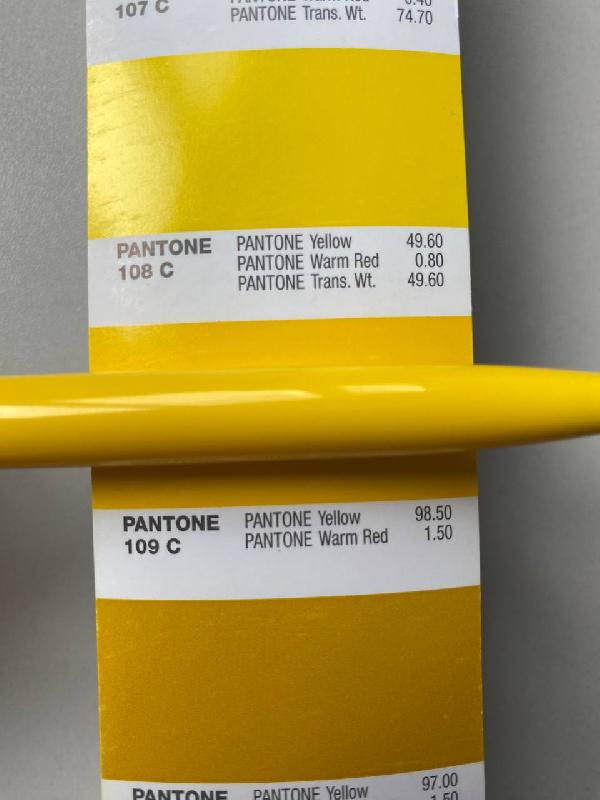 107 C
PANTONE Trans. Wt. 74.70
PANTONE Yellow 49.60
PANTONE 108 C
PANTONE Warm Red 0.80
PANTONE Trans. Wt. 49.60
PANTONE Yellow 98.50
PANTONE 109 C
PANTONE Warm Red 1.50
PANTONE PANTONE Yellow 97.00
1.50